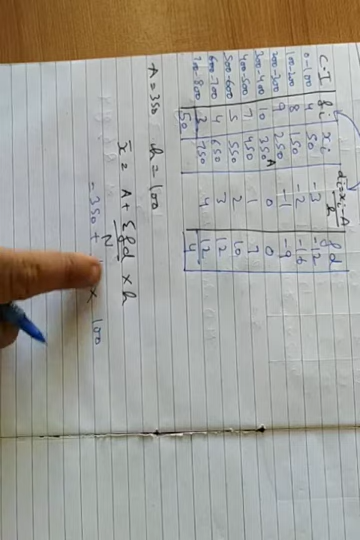 C·I fi xi di = xi-A/h fd
0-100 4 50 -3 -12
100-200 8 150 -2 -16
200-300 9 250 -1 -9
300-400 10 350 A 0 0
400-500 7 450 1 7
500-600 5 550 2 10
600-700 4 650 3 12
700-800 3 750 4 12
50 4
A = 350 h = 100
x̄ = A + Σfd/N × h
= 350 + × 100